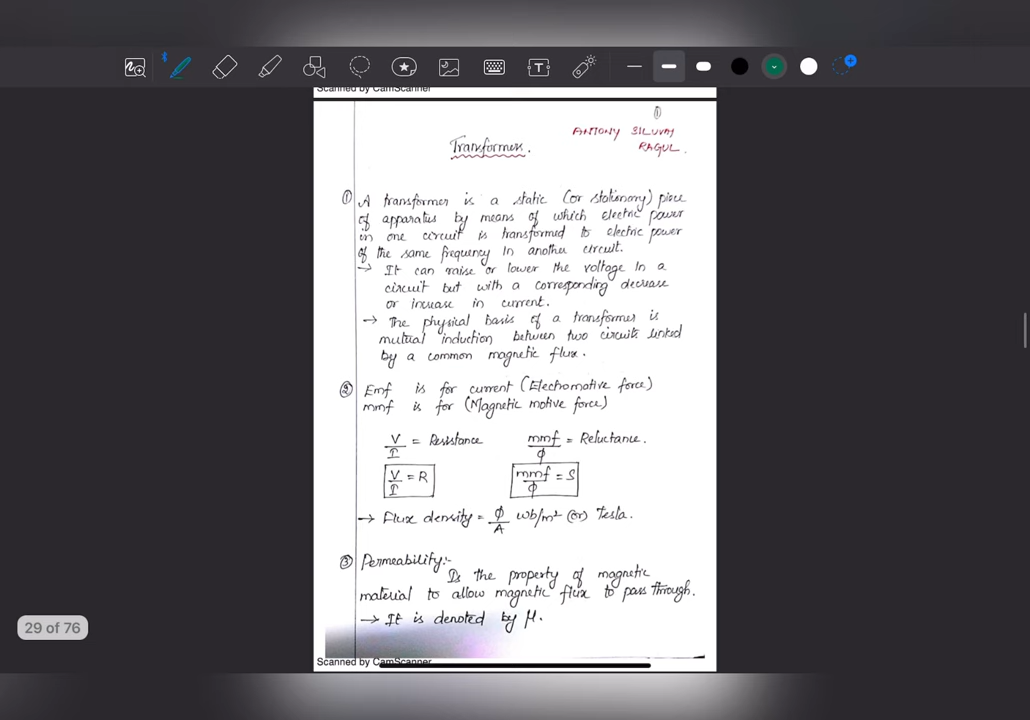 Scanned by CamScanner
①
ANTONY SILUVAI
RAGUL.
Transformers.
① A transformer is a static (or stationary) piece
of apparatus by means of which electric power
in one circuit is transformed to electric power
of the same frequency In another circuit.
→ It can raise or lower the voltage In a
circuit but with a corresponding decrease
or increase in current.
→ The physical basis of a transformer is
mutual induction between two circuits linked
by a common magnetic flux.
② Emf is for current (Electromotive force)
mmf is for (Magnetic motive force)
V/I = Resistance mmf/ϕ = Reluctance.
V/I = R mmf/ϕ = S
→ Flux density = ϕ/A wb/m² (or) Tesla.
③ Permeability:-
Is the property of magnetic
material to allow magnetic flux to pass through.
→ It is denoted by μ.
29 of 76
Scanned by CamScanner